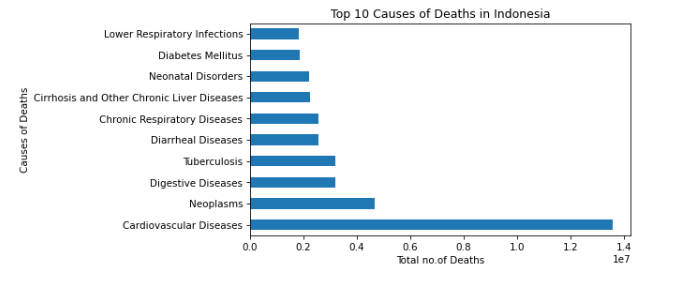 Top 10 Causes of Deaths in Indonesia
Causes of Deaths
Lower Respiratory Infections
Diabetes Mellitus
Neonatal Disorders
Cirrhosis and Other Chronic Liver Diseases
Chronic Respiratory Diseases
Diarrheal Diseases
Tuberculosis
Digestive Diseases
Neoplasms
Cardiovascular Diseases
0.0 0.2 0.4 0.6 0.8 1.0 1.2 1.4
1e7
Total no.of Deaths